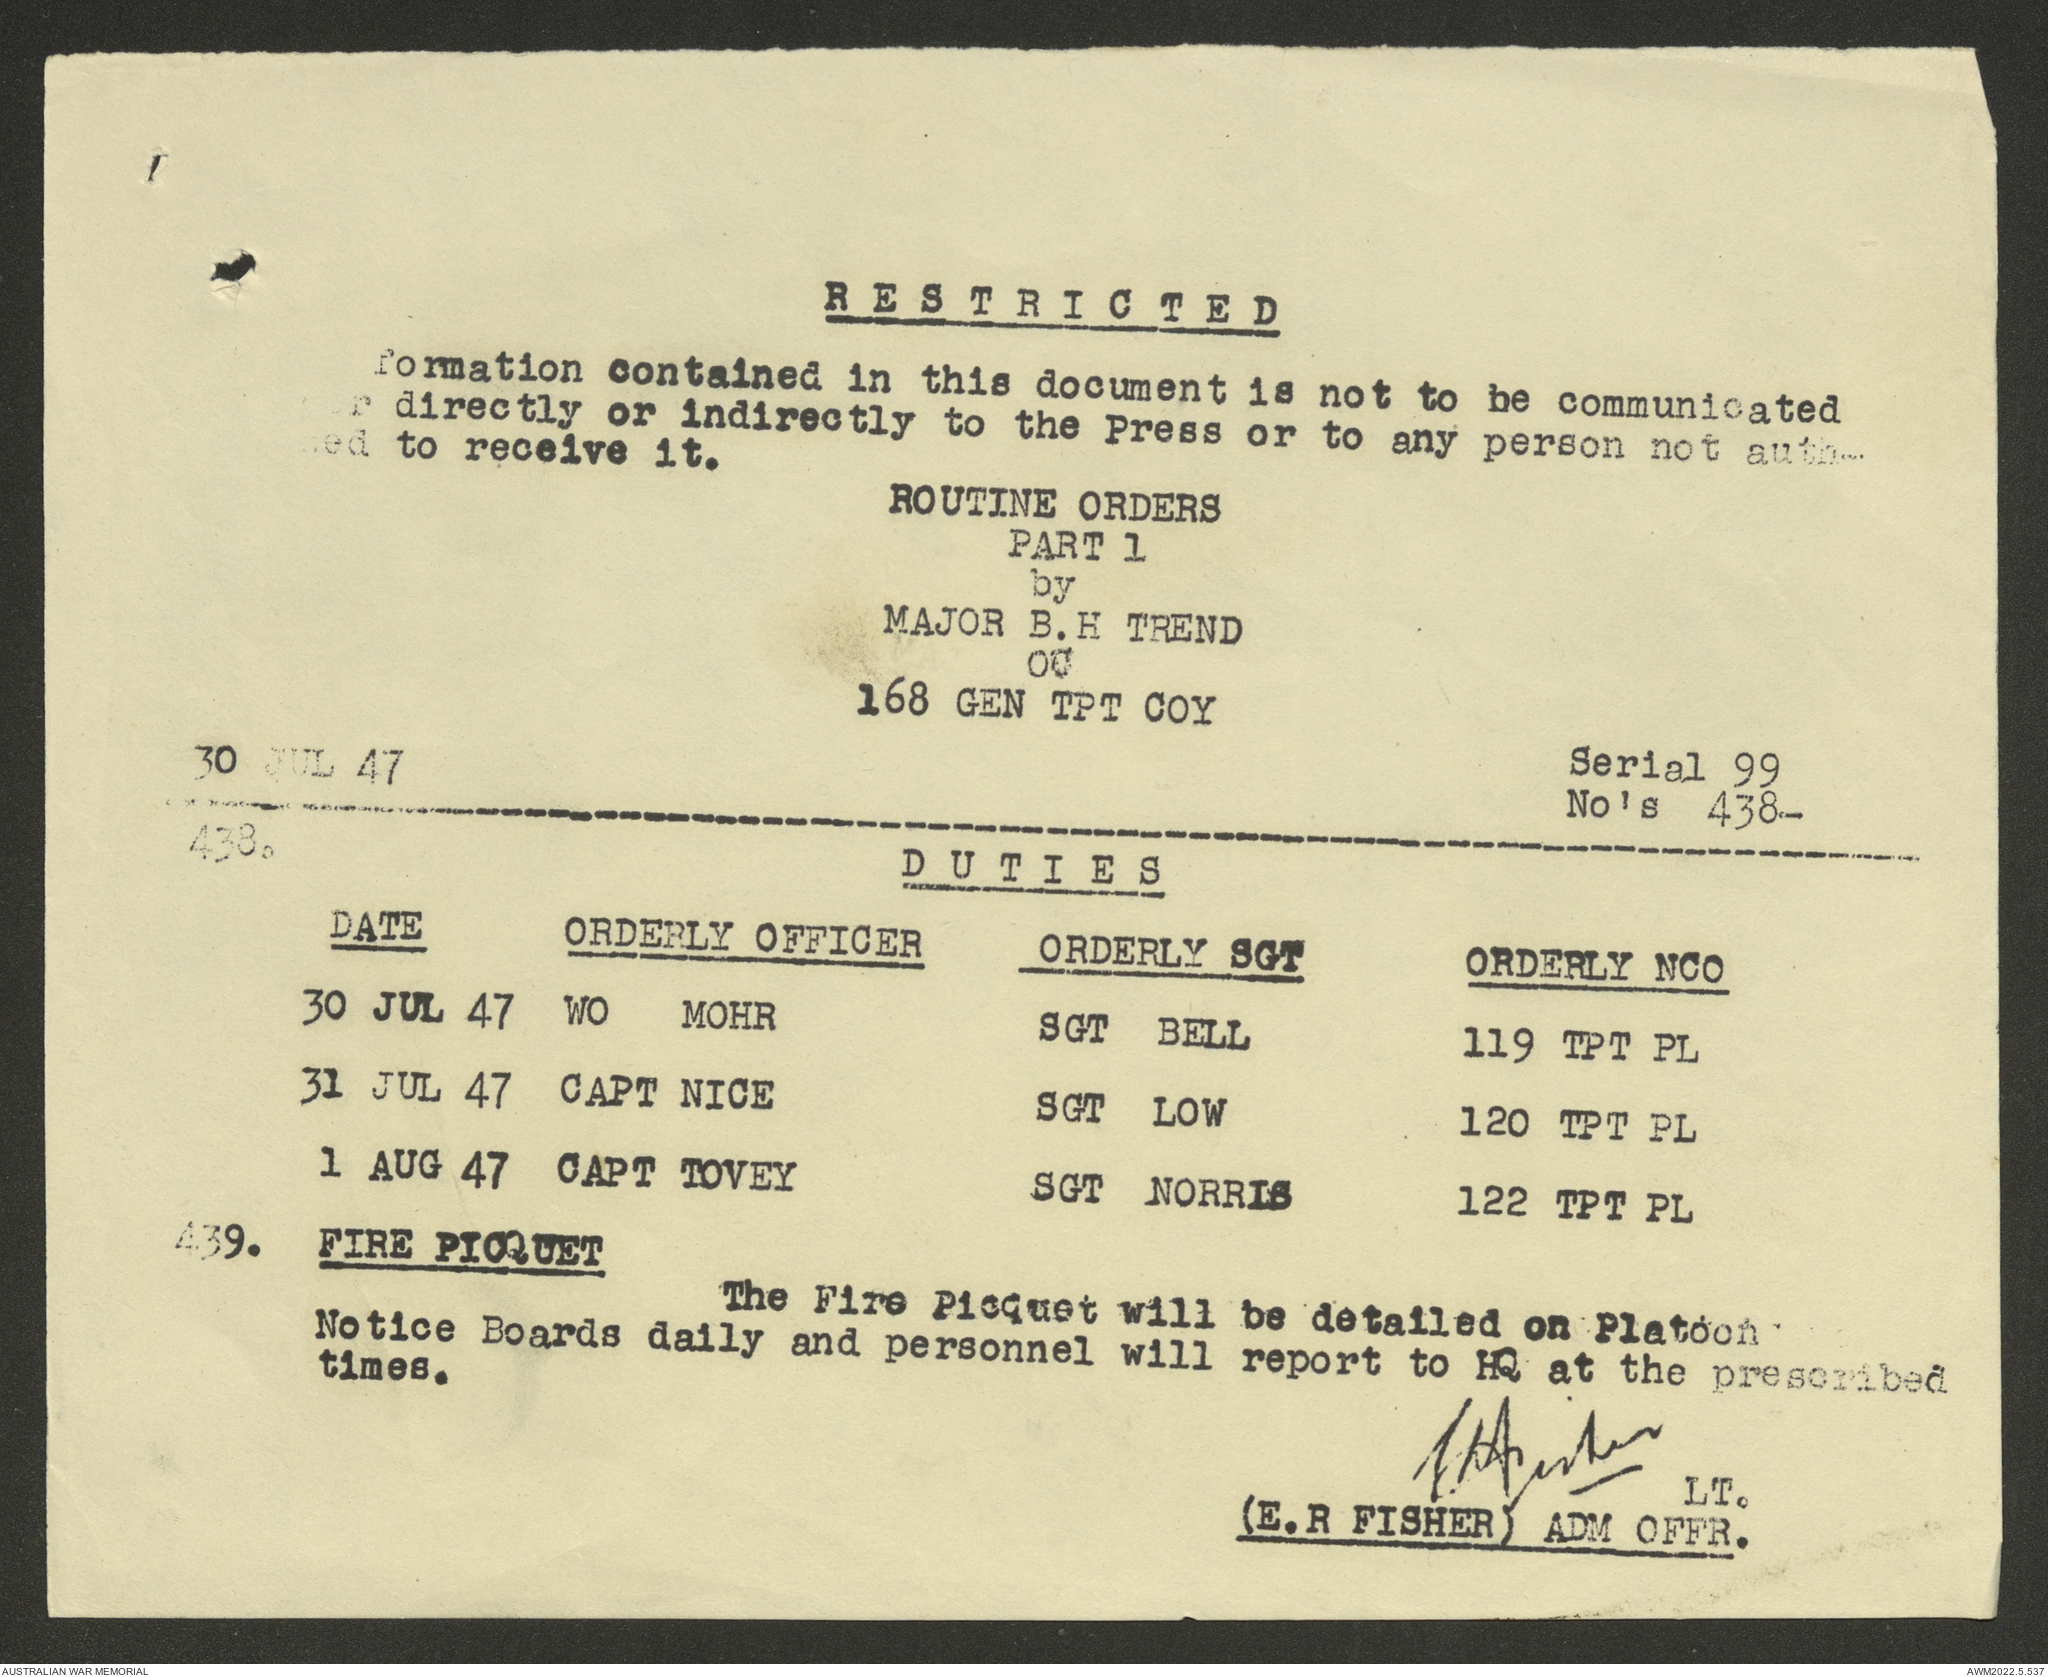 R E S T R I C T E D
formation contained in this document is not to be communicated
directly or indirectly to the Press or to any person not auth-
to receive it.
ROUTINE ORDERS
PART 1
by
MAJOR B.H TREND
OC
168 GEN TPT COY
30 JUL 47
Serial 99
No's 438-
438.
D U T I E S
DATE ORDERLY OFFICER ORDERLY SGT ORDERLY NCO
30 JUL 47 WO MOHR SGT BELL 119 TPT PL
31 JUL 47 CAPT NICE SGT LOW 120 TPT PL
1 AUG 47 CAPT TOVEY SGT NORRIS 122 TPT PL
439. FIRE PICQUET
The Fire Picquet will be detailed on Platoon
Notice Boards daily and personnel will report to HQ at the prescribed
times.
LT.
(E.R FISHER) ADM OFFR.
AUSTRALIAN WAR MEMORIAL
AWM2022.5.537